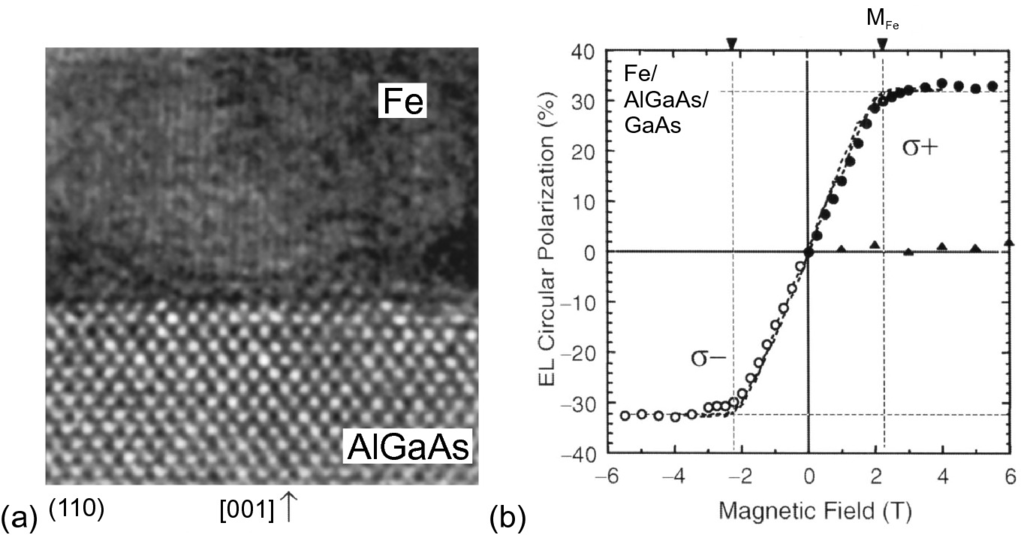 Fe
AlGaAs
(a) (110) [001] ↑
M_Fe
Fe/
AlGaAs/
GaAs
σ+
σ−
EL Circular Polarization (%)
40
30
20
10
0
−10
−20
−30
−40
−6 −4 −2 0 2 4 6
(b) Magnetic Field (T)